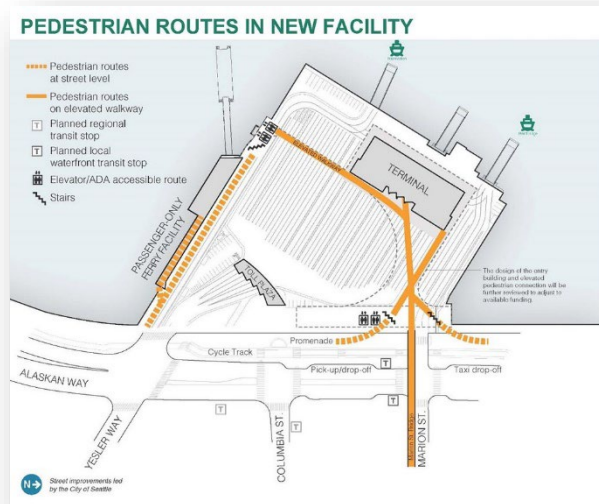 PEDESTRIAN ROUTES IN NEW FACILITY
Pedestrian routes
at street level
Pedestrian routes
on elevated walkway
T Planned regional
transit stop
T Planned local
waterfront transit stop
Elevator/ADA accessible route
Stairs
ELEVATED WALKWAY
TERMINAL
PASSENGER-ONLY
FERRY FACILITY
TOLL PLAZA
The design of the entry
building and elevated
pedestrian connection will be
further reviewed to adjust to
available funding.
Promenade
Cycle Track
Pick-up/drop-off
T
Taxi drop-off
ALASKAN WAY
T
T
T
YESLER WAY
COLUMBIA ST.
MARION ST.
N
Street improvements led
by the City of Seattle